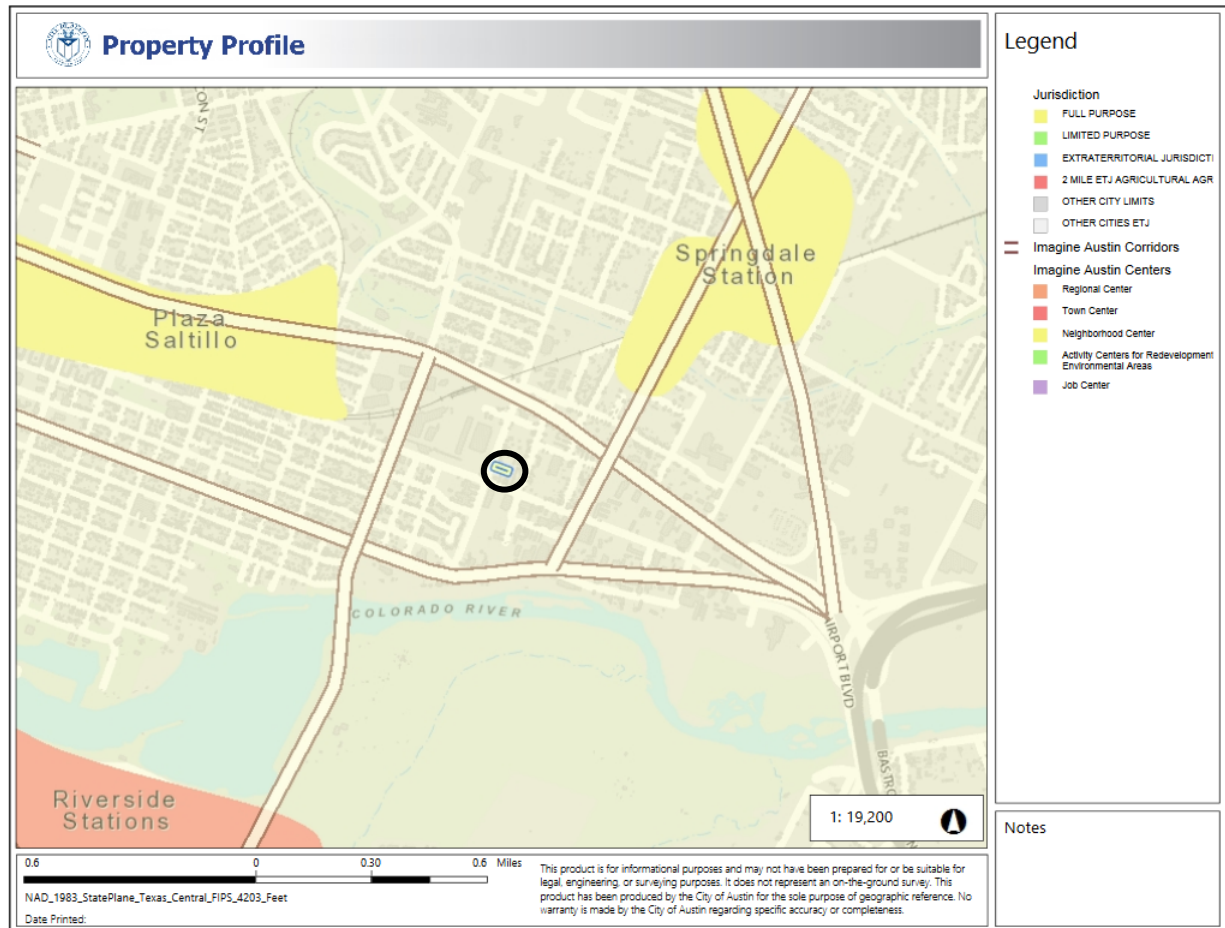 Property Profile
ON ST
Springdale
Station
Plaza
Saltillo
COLORADO RIVER
AIRPORT BLVD
BASTRO
Riverside
Stations
1: 19,200
Legend
Jurisdiction
FULL PURPOSE
LIMITED PURPOSE
EXTRATERRITORIAL JURISDICTI
2 MILE ETJ AGRICULTURAL AGR
OTHER CITY LIMITS
OTHER CITIES ETJ
Imagine Austin Corridors
Imagine Austin Centers
Regional Center
Town Center
Neighborhood Center
Activity Centers for Redevelopment
Environmental Areas
Job Center
Notes
0.6 0 0.30 0.6 Miles
NAD_1983_StatePlane_Texas_Central_FIPS_4203_Feet
Date Printed:
This product is for informational purposes and may not have been prepared for or be suitable for
legal, engineering, or surveying purposes. It does not represent an on-the-ground survey. This
product has been produced by the City of Austin for the sole purpose of geographic reference. No
warranty is made by the City of Austin regarding specific accuracy or completeness.